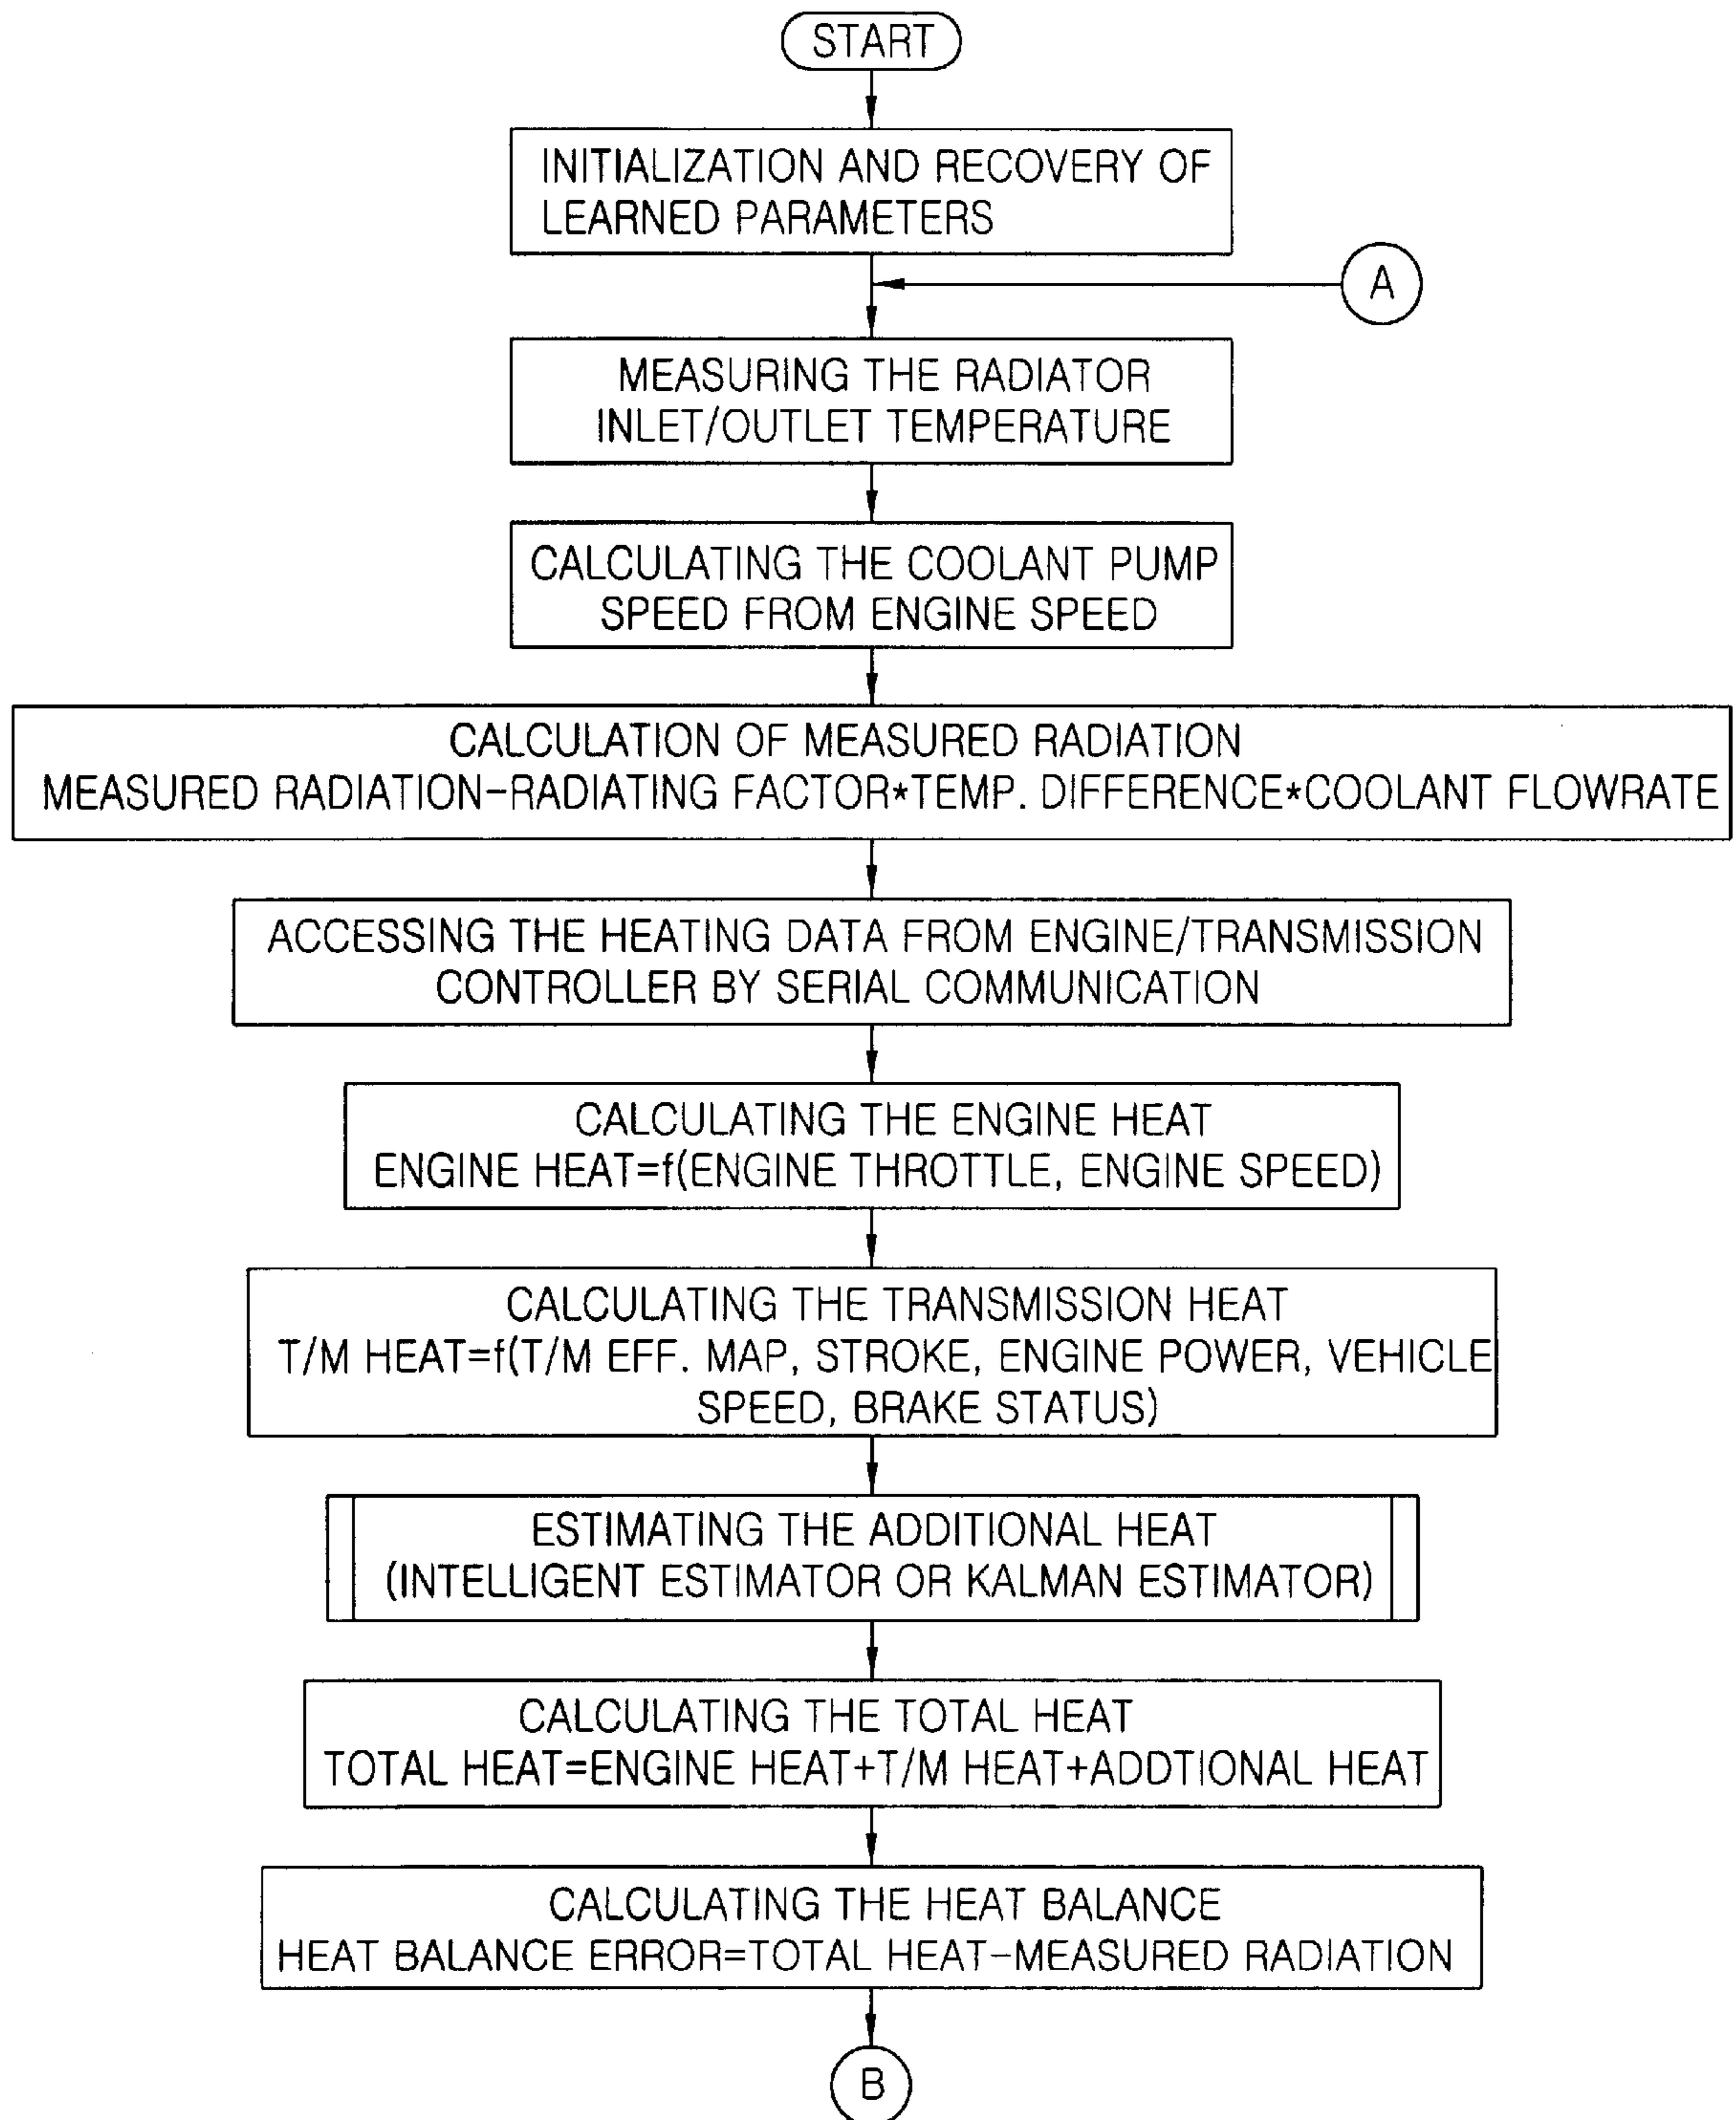 START
INITIALIZATION AND RECOVERY OF
LEARNED PARAMETERS
A
MEASURING THE RADIATOR
INLET/OUTLET TEMPERATURE
CALCULATING THE COOLANT PUMP
SPEED FROM ENGINE SPEED
CALCULATION OF MEASURED RADIATION
MEASURED RADIATION-RADIATING FACTOR*TEMP. DIFFERENCE*COOLANT FLOWRATE
ACCESSING THE HEATING DATA FROM ENGINE/TRANSMISSION
CONTROLLER BY SERIAL COMMUNICATION
CALCULATING THE ENGINE HEAT
ENGINE HEAT=f(ENGINE THROTTLE, ENGINE SPEED)
CALCULATING THE TRANSMISSION HEAT
T/M HEAT=f(T/M EFF. MAP, STROKE, ENGINE POWER, VEHICLE
SPEED, BRAKE STATUS)
ESTIMATING THE ADDITIONAL HEAT
(INTELLIGENT ESTIMATOR OR KALMAN ESTIMATOR)
CALCULATING THE TOTAL HEAT
TOTAL HEAT=ENGINE HEAT+T/M HEAT+ADDTIONAL HEAT
CALCULATING THE HEAT BALANCE
HEAT BALANCE ERROR=TOTAL HEAT-MEASURED RADIATION
B